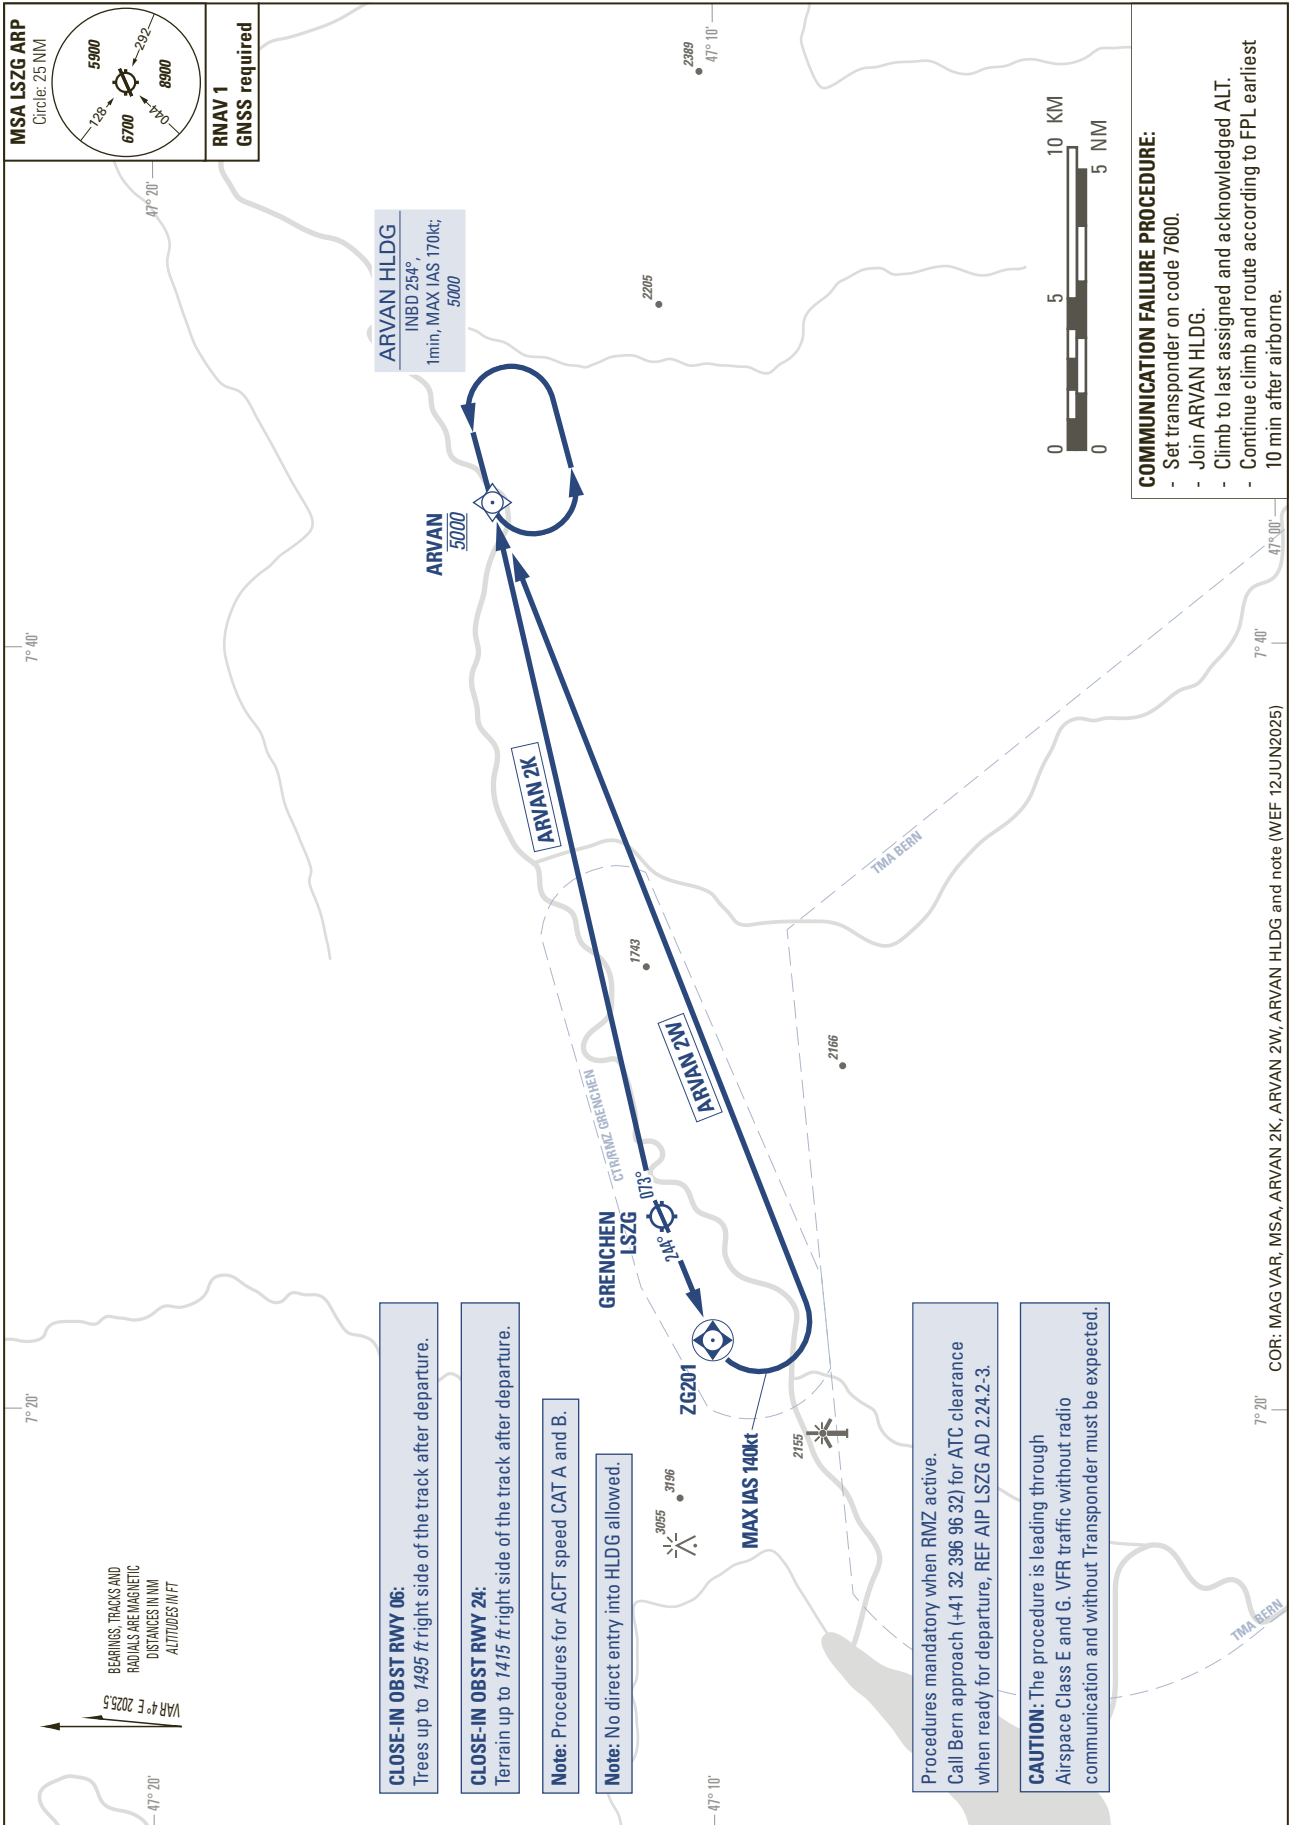 BEARINGS, TRACKS AND
RADIALS ARE MAGNETIC
DISTANCES IN NM
ALTITUDES IN FT
VAR 4° E 2025.5
7° 20'
7° 40'
MSA LSZG ARP
Circle: 25 NM
128
5900
292
6700
8900
044
RNAV 1
GNSS required
47° 20'
47° 20'
CLOSE-IN OBST RWY 06:
Trees up to 1495 ft right side of the track after departure.
CLOSE-IN OBST RWY 24:
Terrain up to 1415 ft right side of the track after departure.
Note: Procedures for ACFT speed CAT A and B.
Note: No direct entry into HLDG allowed.
ARVAN HLDG
INBD 254°,
1min, MAX IAS 170kt;
5000
ARVAN
5000
ARVAN 2K
CTR/RMZ GRENCHEN
GRENCHEN
LSZG
073°
244°
1743
2205
2389
3055
3196
ZG201
ARVAN 2W
47° 10'
47° 10'
MAX IAS 140kt
2155
2166
TMA BERN
Procedures mandatory when RMZ active.
Call Bern approach (+41 32 396 96 32) for ATC clearance
when ready for departure, REF AIP LSZG AD 2.24.2-3.
CAUTION: The procedure is leading through
Airspace Class E and G. VFR traffic without radio
communication and without Transponder must be expected.
0 5 10 KM
0 5 NM
COMMUNICATION FAILURE PROCEDURE:
- Set transponder on code 7600.
- Join ARVAN HLDG.
- Climb to last assigned and acknowledged ALT.
- Continue climb and route according to FPL earliest
10 min after airborne.
TMA BERN
7° 20'
7° 40'
47° 00'
COR: MAG VAR, MSA, ARVAN 2K, ARVAN 2W, ARVAN HLDG and note (WEF 12JUN2025)